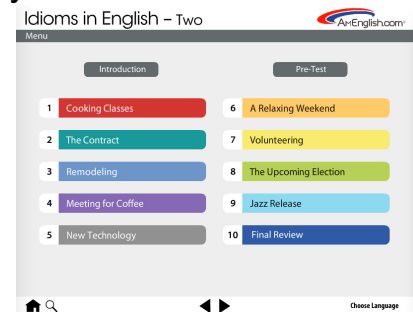 Idioms in English – Two
AMEnglish.com
Menu
Introduction
Pre-Test
1 Cooking Classes
2 The Contract
3 Remodeling
4 Meeting for Coffee
5 New Technology
6 A Relaxing Weekend
7 Volunteering
8 The Upcoming Election
9 Jazz Release
10 Final Review
Choose Language